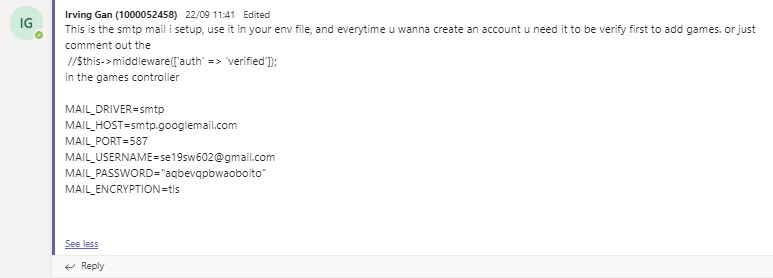 IG
Irving Gan (1000052458) 22/09 11:41 Edited
This is the smtp mail i setup, use it in your env file, and everytime u wanna create an account u need it to be verify first to add games. or just
comment out the
//$this->middleware(['auth' => 'verified']);
in the games controller
MAIL_DRIVER=smtp
MAIL_HOST=smtp.googlemail.com
MAIL_PORT=587
MAIL_USERNAME=se19sw602@gmail.com
MAIL_PASSWORD="aqbevqpbwaobolto"
MAIL_ENCRYPTION=tls
See less
Reply